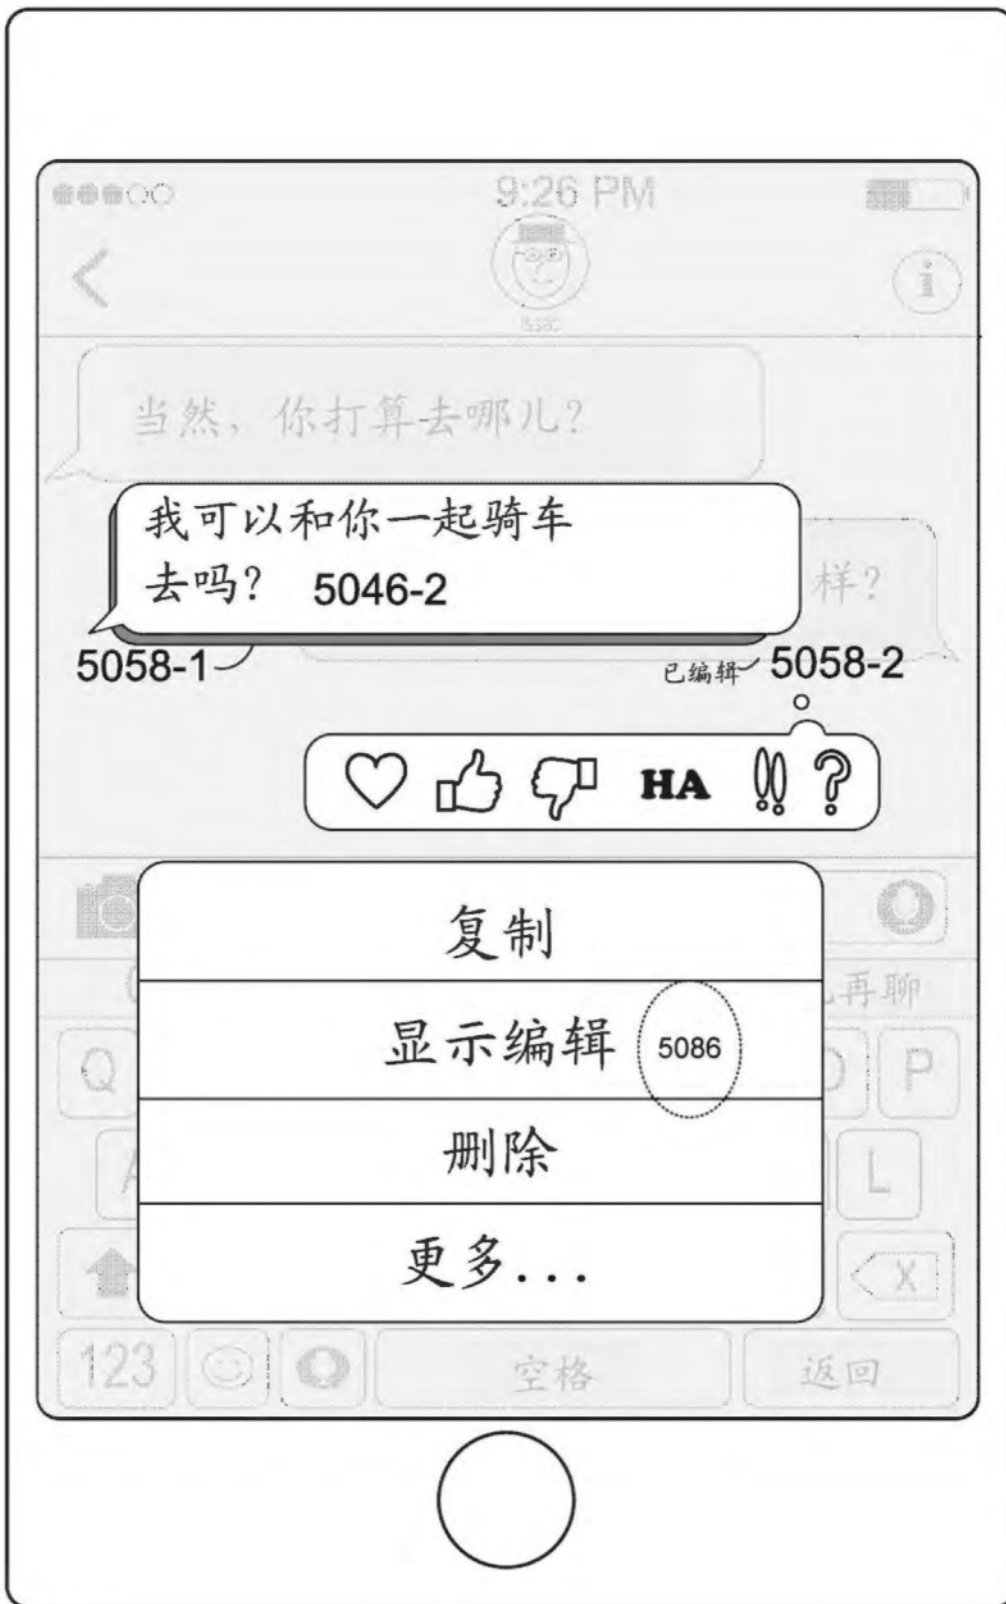 9:26 PM
Issac
当然，你打算去哪儿？
我可以和你一起骑车
去吗？ 5046-2
样？
5058-1
已编辑 5058-2
HA !! ?
复制
再聊
显示编辑 5086
Q P
删除
A L
更多...
X
123 空格 返回